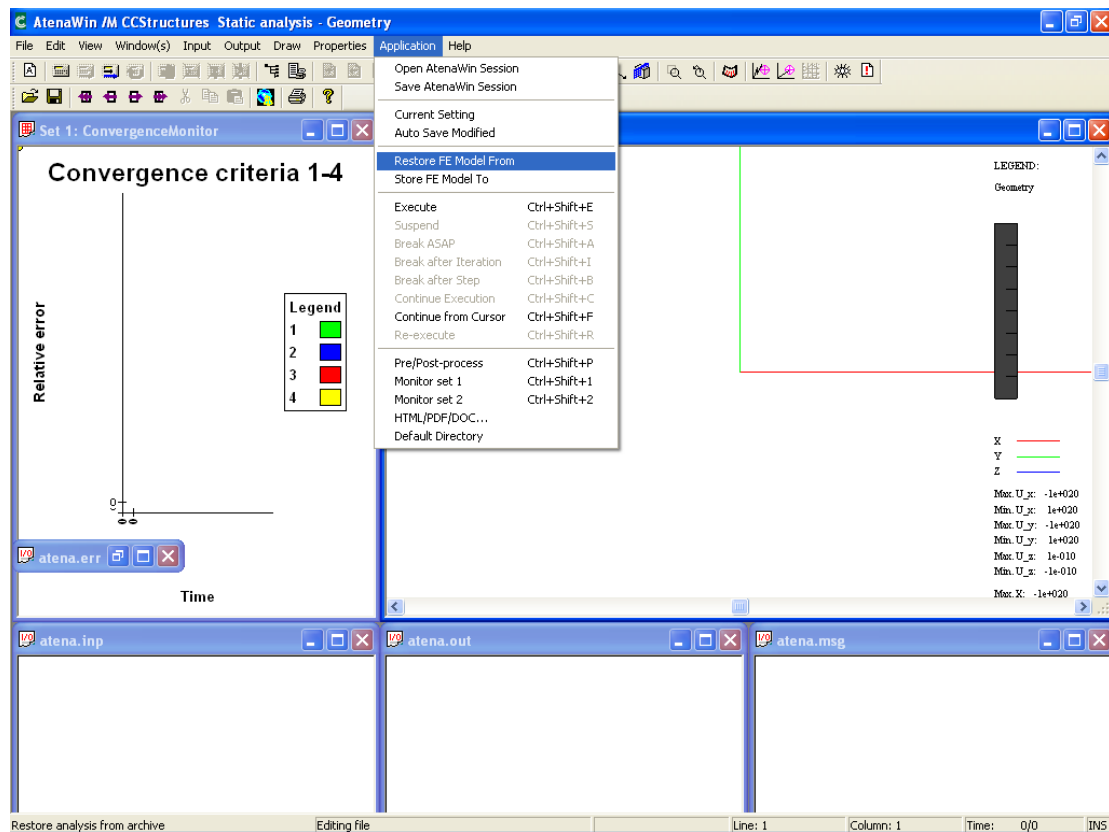 AtenaWin /M CCStructures Static analysis - Geometry
File Edit View Window(s) Input Output Draw Properties Application Help
Open AtenaWin Session
Save AtenaWin Session
Current Setting
Auto Save Modified
Restore FE Model From
Store FE Model To
Execute Ctrl+Shift+E
Suspend Ctrl+Shift+S
Break ASAP Ctrl+Shift+A
Break after Iteration Ctrl+Shift+I
Break after Step Ctrl+Shift+B
Continue Execution Ctrl+Shift+C
Continue from Cursor Ctrl+Shift+F
Re-execute Ctrl+Shift+R
Pre/Post-process Ctrl+Shift+P
Monitor set 1 Ctrl+Shift+1
Monitor set 2 Ctrl+Shift+2
HTML/PDF/DOC...
Default Directory
Set 1: ConvergenceMonitor
Convergence criteria 1-4
Relative error
Legend
1
2
3
4
0
0 0
Time
atena.err
LEGEND:
Geometry
X
Y
Z
Max. U_x: -1e+020
Min. U_x: 1e+020
Max. U_y: -1e+020
Min. U_y: 1e+020
Max. U_z: 1e-010
Min. U_z: -1e-010
Max. X: -1e+020
atena.inp
atena.out
atena.msg
Restore analysis from archive Editing file Line: 1 Column: 1 Time: 0/0 INS